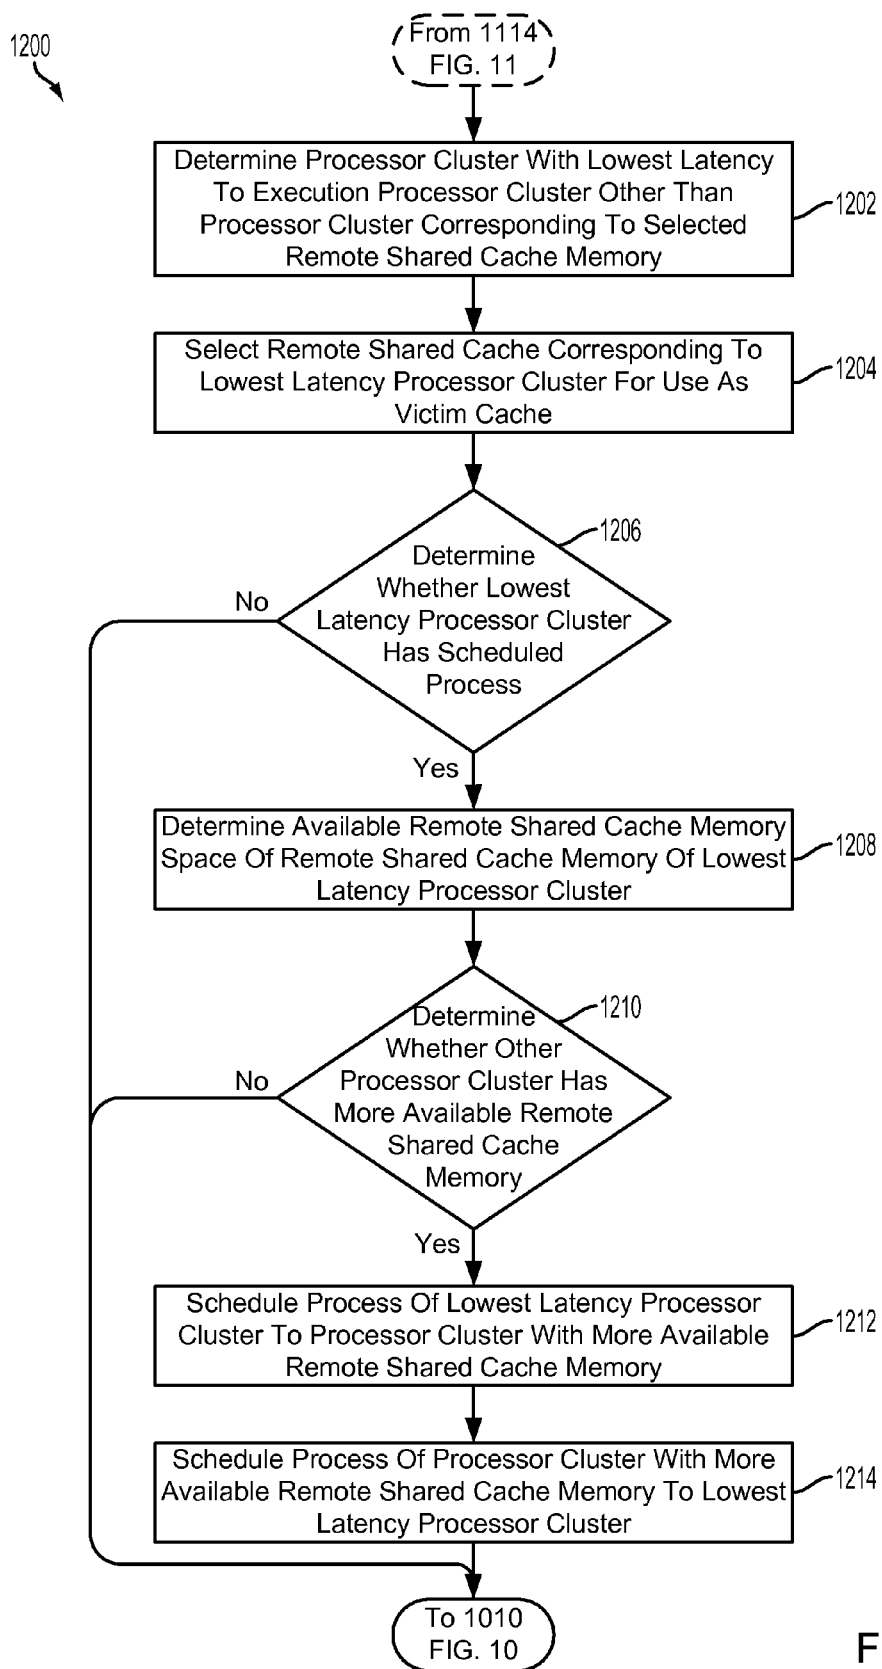 1200
From 1114
FIG. 11
Determine Processor Cluster With Lowest Latency
To Execution Processor Cluster Other Than
Processor Cluster Corresponding To Selected
Remote Shared Cache Memory
1202
Select Remote Shared Cache Corresponding To
Lowest Latency Processor Cluster For Use As
Victim Cache
1204
1206
Determine
Whether Lowest
Latency Processor Cluster
Has Scheduled
Process
No
Yes
Determine Available Remote Shared Cache Memory
Space Of Remote Shared Cache Memory Of Lowest
Latency Processor Cluster
1208
1210
Determine
Whether Other
Processor Cluster Has
More Available Remote
Shared Cache
Memory
No
Yes
Schedule Process Of Lowest Latency Processor
Cluster To Processor Cluster With More Available
Remote Shared Cache Memory
1212
Schedule Process Of Processor Cluster With More
Available Remote Shared Cache Memory To Lowest
Latency Processor Cluster
1214
To 1010
FIG. 10
F